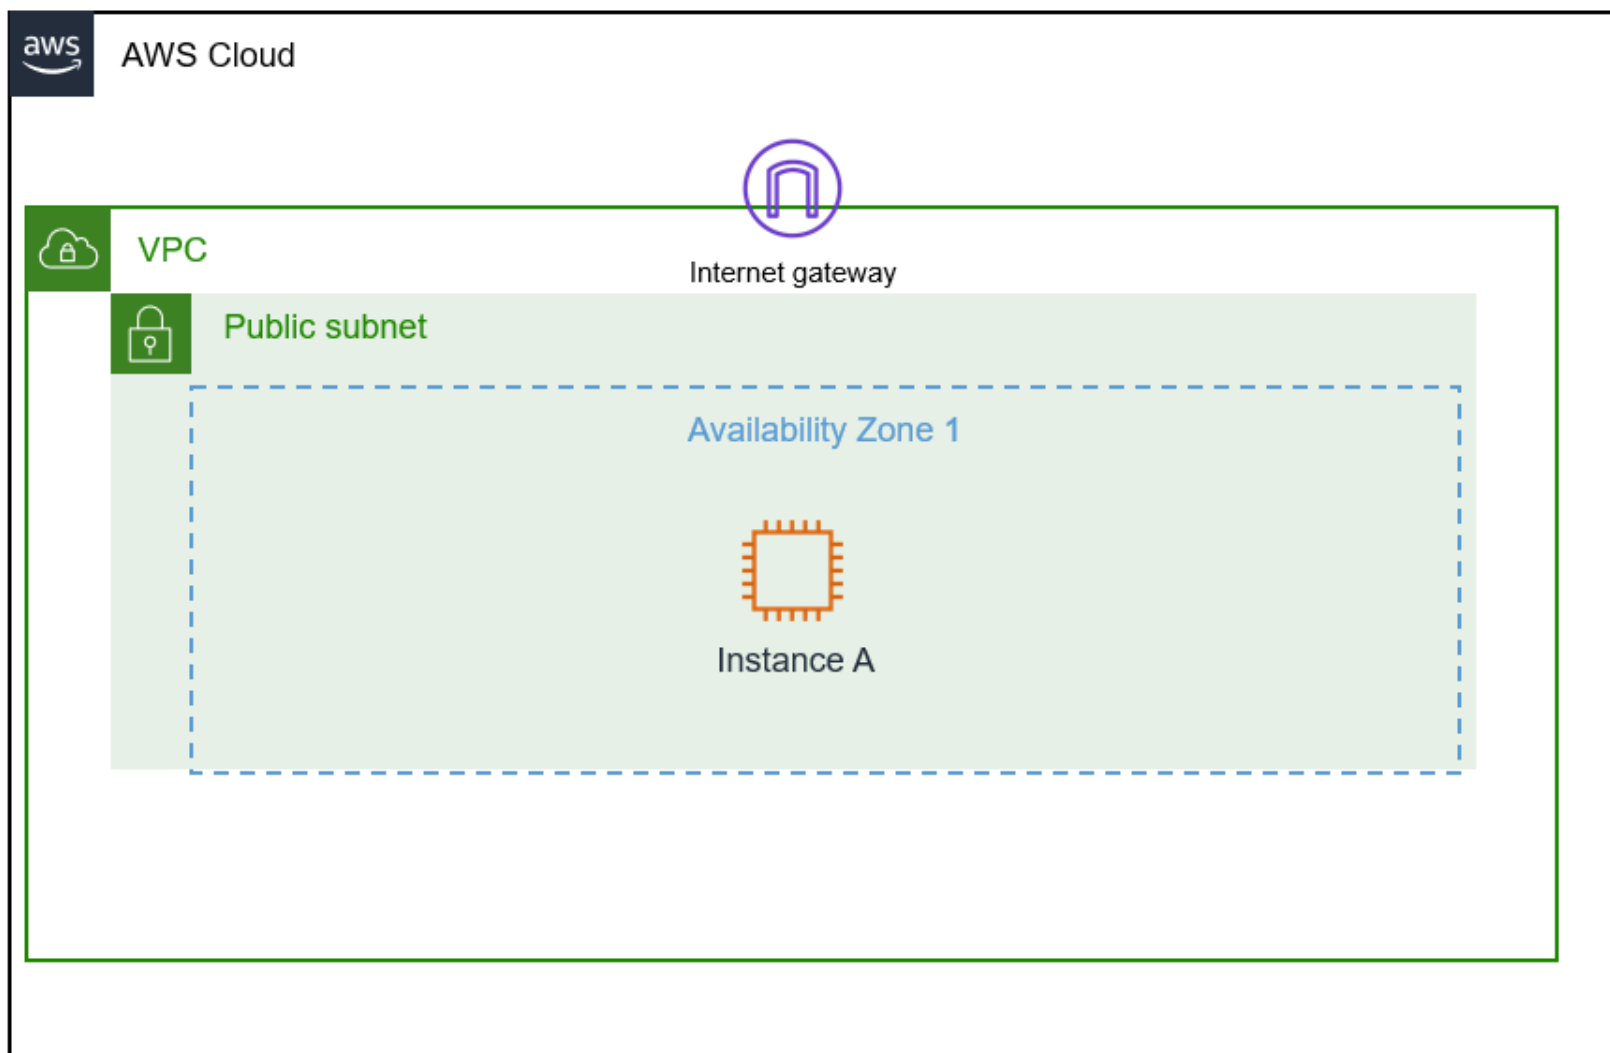 aws
AWS Cloud
VPC
Internet gateway
Public subnet
Availability Zone 1
Instance A